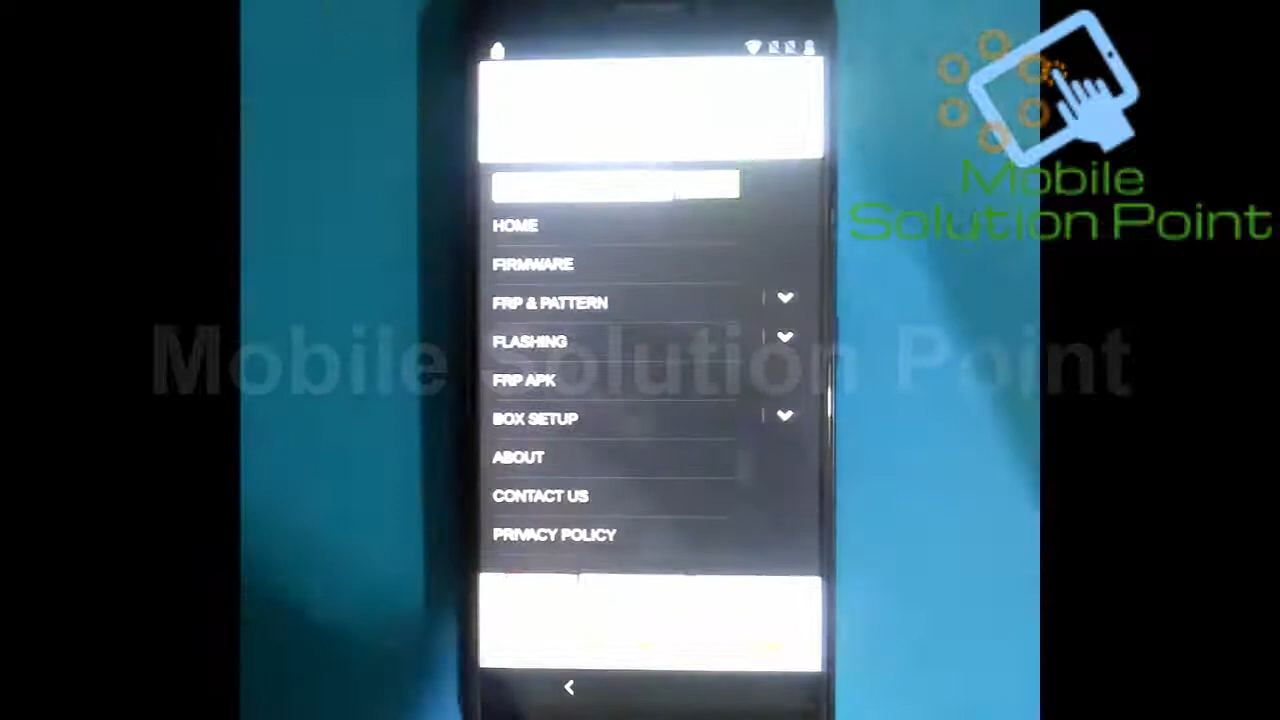 HOME
FIRMWARE
FRP & PATTERN
FLASHING
FRP APK
BOX SETUP
ABOUT
CONTACT US
PRIVACY POLICY
Mobile
Solution Point
Mobile Solution Point